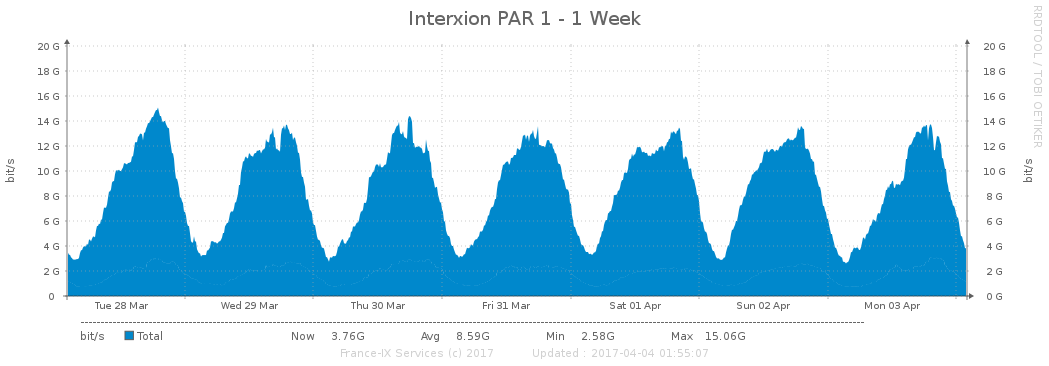 Interxion PAR 1 - 1 Week
RRDTOOL / TOBI OETIKER
20 G 20 G
18 G 18 G
16 G 16 G
14 G 14 G
12 G 12 G
10 G 10 G
8 G 8 G
6 G 6 G
4 G 4 G
2 G 2 G
0 0 G
bit/s bit/s
Tue 28 Mar Wed 29 Mar Thu 30 Mar Fri 31 Mar Sat 01 Apr Sun 02 Apr Mon 03 Apr
bit/s Total Now 3.76G Avg 8.59G Min 2.58G Max 15.06G
France-IX Services (c) 2017 Updated : 2017-04-04 01:55:07